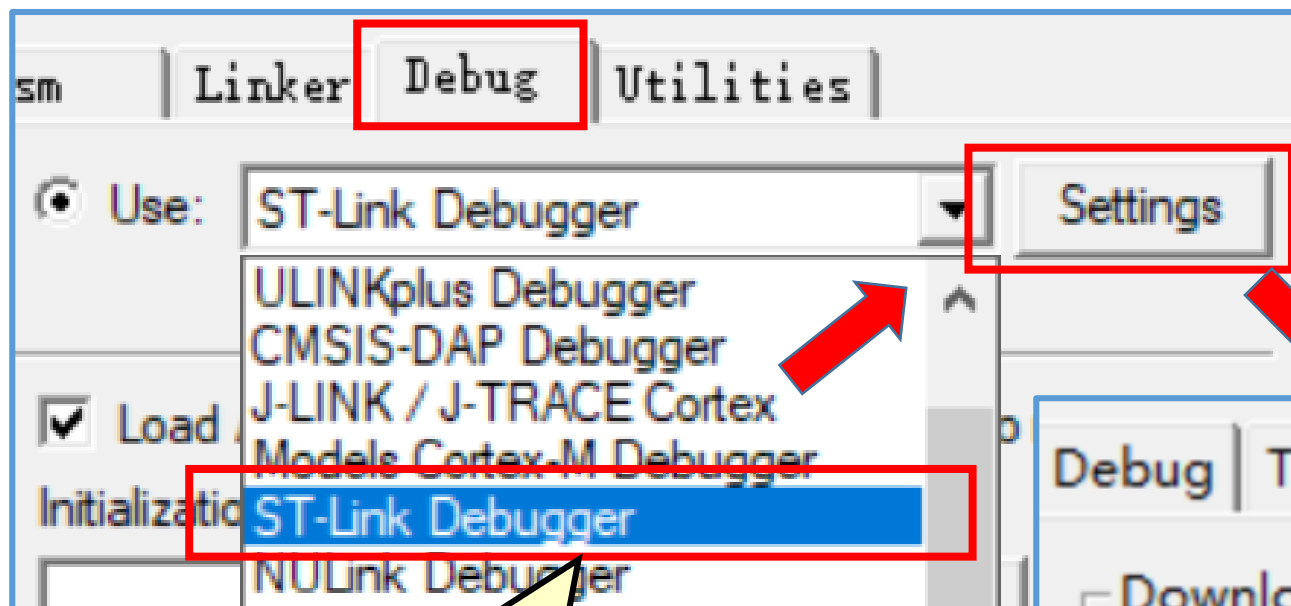 sm Linker Debug Utilities
Use: ST-Link Debugger Settings
ULINKplus Debugger
CMSIS-DAP Debugger
J-LINK / J-TRACE Cortex
Load
Models Cortex-M Debugger
Debug T
ST-Link Debugger
Initializatio
NULink Debugger
Downlo